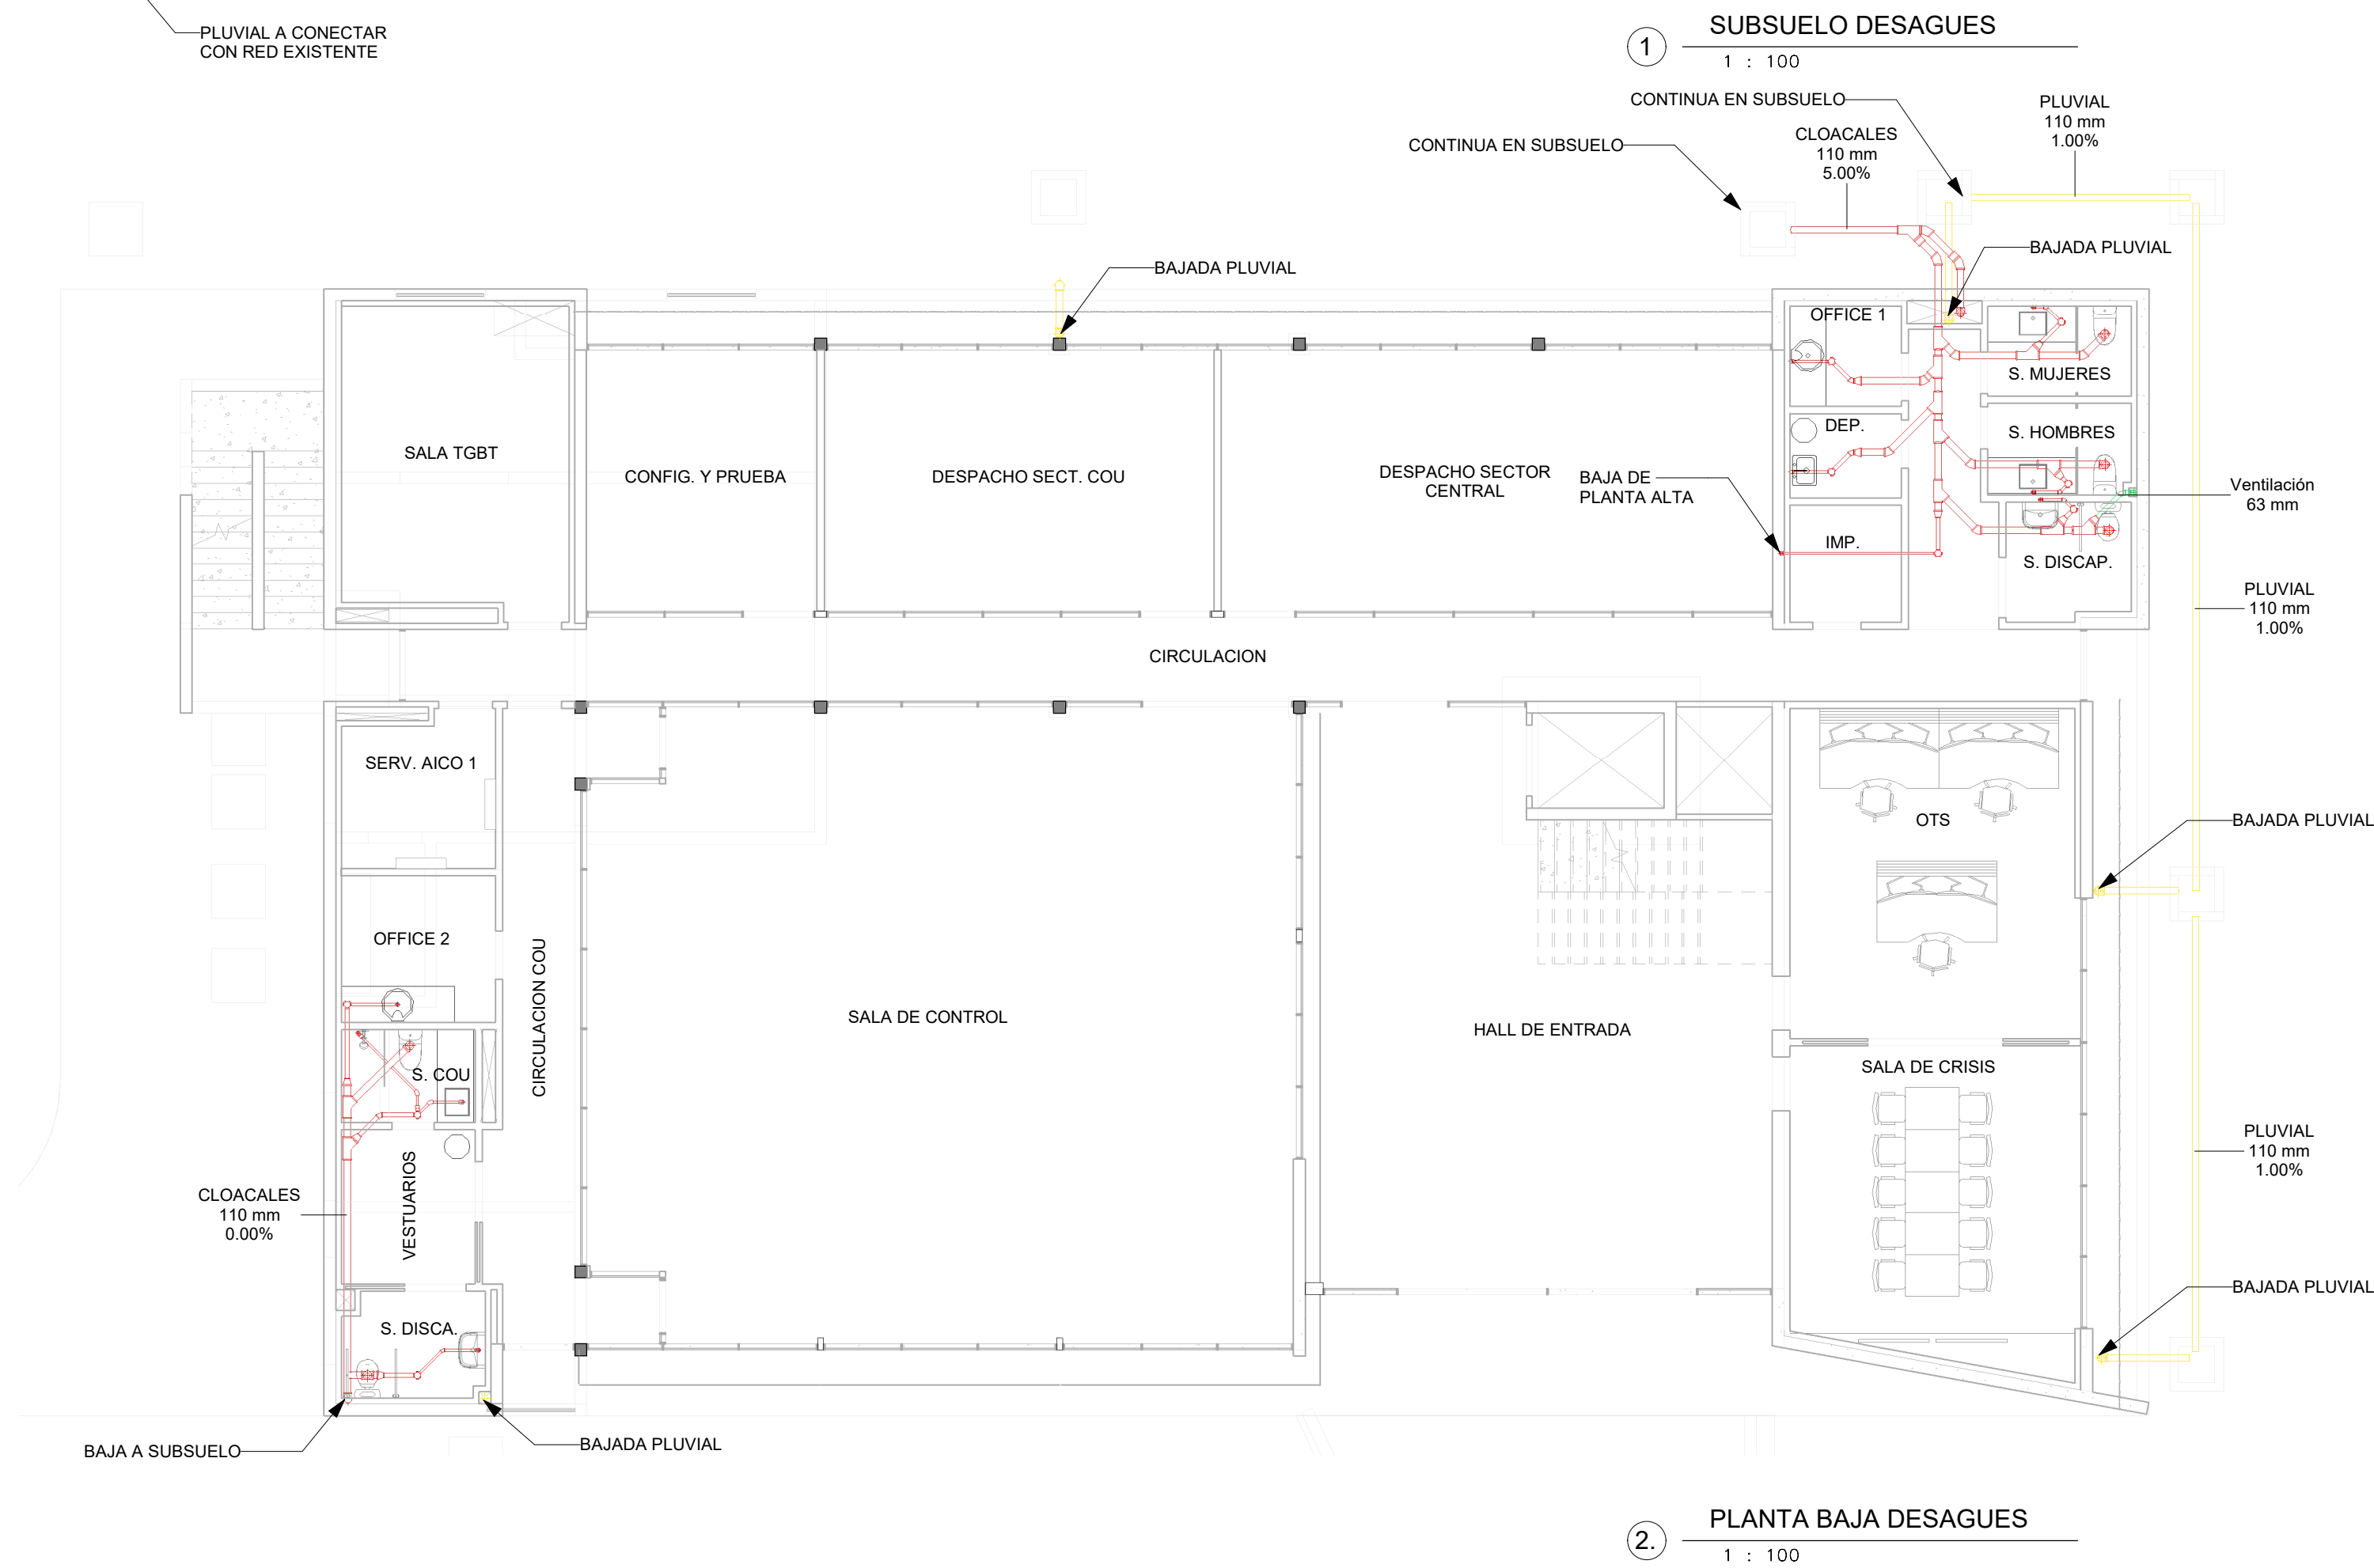 PLUVIAL A CONECTAR
CON RED EXISTENTE
1
SUBSUELO DESAGUES
1 : 100
CONTINUA EN SUBSUELO
PLUVIAL
110 mm
1.00%
CONTINUA EN SUBSUELO
CLOACALES
110 mm
5.00%
BAJADA PLUVIAL
BAJADA PLUVIAL
OFFICE 1
S. MUJERES
DEP.
S. HOMBRES
SALA TGBT
CONFIG. Y PRUEBA
DESPACHO SECT. COU
DESPACHO SECTOR
CENTRAL
BAJA DE
PLANTA ALTA
Ventilación
63 mm
IMP.
S. DISCAP.
PLUVIAL
110 mm
1.00%
CIRCULACION
SERV. AICO 1
OTS
BAJADA PLUVIAL
OFFICE 2
CIRCULACION COU
SALA DE CONTROL
HALL DE ENTRADA
S. COU
SALA DE CRISIS
PLUVIAL
110 mm
1.00%
VESTUARIOS
CLOACALES
110 mm
0.00%
BAJADA PLUVIAL
S. DISCA.
BAJA A SUBSUELO
BAJADA PLUVIAL
2.
PLANTA BAJA DESAGUES
1 : 100